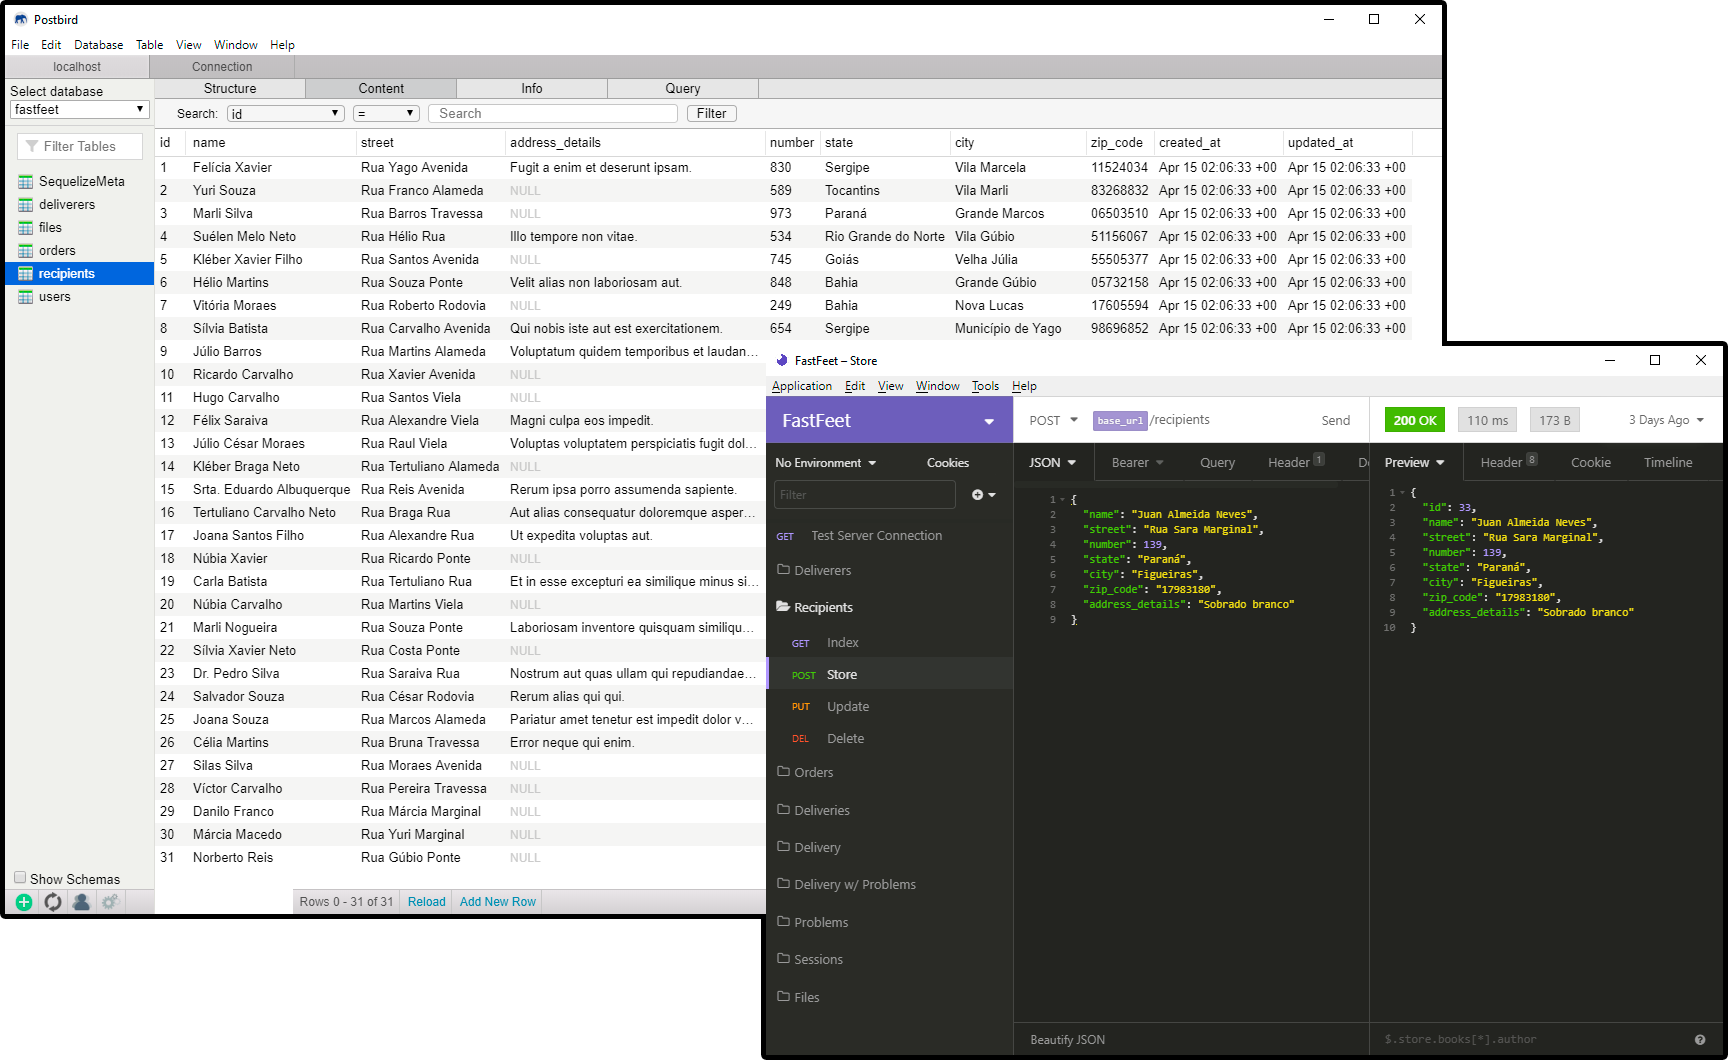 Postbird
File Edit Database Table View Window Help
localhost Connection
Select database
fastfeet
Filter Tables
SequelizeMeta
deliverers
files
orders
recipients
users
Show Schemas
Structure Content Info Query
Search: id = Search Filter
id name street address_details number state city zip_code created_at updated_at
1 Felícia Xavier Rua Yago Avenida Fugit a enim et deserunt ipsam. 830 Sergipe Vila Marcela 11524034 Apr 15 02:06:33 +00 Apr 15 02:06:33 +00
2 Yuri Souza Rua Franco Alameda NULL 589 Tocantins Vila Marli 83268832 Apr 15 02:06:33 +00 Apr 15 02:06:33 +00
3 Marli Silva Rua Barros Travessa NULL 973 Paraná Grande Marcos 06503510 Apr 15 02:06:33 +00 Apr 15 02:06:33 +00
4 Suélen Melo Neto Rua Hélio Rua Illo tempore non vitae. 534 Rio Grande do Norte Vila Gúbio 51156067 Apr 15 02:06:33 +00 Apr 15 02:06:33 +00
5 Kléber Xavier Filho Rua Santos Avenida NULL 745 Goiás Velha Júlia 55505377 Apr 15 02:06:33 +00 Apr 15 02:06:33 +00
6 Hélio Martins Rua Souza Ponte Velit alias non laboriosam aut. 848 Bahia Grande Gúbio 05732158 Apr 15 02:06:33 +00 Apr 15 02:06:33 +00
7 Vitória Moraes Rua Roberto Rodovia NULL 249 Bahia Nova Lucas 17605594 Apr 15 02:06:33 +00 Apr 15 02:06:33 +00
8 Sílvia Batista Rua Carvalho Avenida Qui nobis iste aut est exercitationem. 654 Sergipe Município de Yago 98696852 Apr 15 02:06:33 +00 Apr 15 02:06:33 +00
9 Júlio Barros Rua Martins Alameda Voluptatum quidem temporibus et laudan...
10 Ricardo Carvalho Rua Xavier Avenida NULL
11 Hugo Carvalho Rua Santos Viela NULL
12 Félix Saraiva Rua Alexandre Viela Magni culpa eos impedit.
13 Júlio César Moraes Rua Raul Viela Voluptas voluptatem perspiciatis fugit dol...
14 Kléber Braga Neto Rua Tertuliano Alameda NULL
15 Srta. Eduardo Albuquerque Rua Reis Avenida Rerum ipsa porro assumenda sapiente.
16 Tertuliano Carvalho Neto Rua Braga Rua Aut alias consequatur doloremque asper...
17 Joana Santos Filho Rua Alexandre Rua Ut expedita voluptas aut.
18 Núbia Xavier Rua Ricardo Ponte NULL
19 Carla Batista Rua Tertuliano Rua Et in esse excepturi ea similique minus si...
20 Núbia Carvalho Rua Martins Viela NULL
21 Marli Nogueira Rua Souza Ponte Laboriosam inventore quisquam similiqu...
22 Sílvia Xavier Neto Rua Costa Ponte NULL
23 Dr. Pedro Silva Rua Saraiva Rua Nostrum aut quas ullam qui repudiandae...
24 Salvador Souza Rua César Rodovia Rerum alias qui qui.
25 Joana Souza Rua Marcos Alameda Pariatur amet tenetur est impedit dolor v...
26 Célia Martins Rua Bruna Travessa Error neque qui enim.
27 Silas Silva Rua Moraes Avenida NULL
28 Víctor Carvalho Rua Pereira Travessa NULL
29 Danilo Franco Rua Márcia Marginal NULL
30 Márcia Macedo Rua Yuri Marginal NULL
31 Norberto Reis Rua Gúbio Ponte NULL
Rows 0 - 31 of 31 Reload Add New Row
FastFeet – Store
Application Edit View Window Tools Help
FastFeet
No Environment Cookies
Filter
GET Test Server Connection
Deliverers
Recipients
GET Index
POST Store
PUT Update
DEL Delete
Orders
Deliveries
Delivery
Delivery w/ Problems
Problems
Sessions
Files
POST base_url /recipients Send
JSON Bearer Query Header 1 Do
1 {
2 "name": "Juan Almeida Neves",
3 "street": "Rua Sara Marginal",
4 "number": 139,
5 "state": "Paraná",
6 "city": "Figueiras",
7 "zip_code": "17983180",
8 "address_details": "Sobrado branco"
9 }
Beautify JSON
200 OK 110 ms 173 B 3 Days Ago
Preview Header 8 Cookie Timeline
1 {
2 "id": 33,
3 "name": "Juan Almeida Neves",
4 "street": "Rua Sara Marginal",
5 "number": 139,
6 "state": "Paraná",
7 "city": "Figueiras",
8 "zip_code": "17983180",
9 "address_details": "Sobrado branco"
10 }
$.store.books[*].author